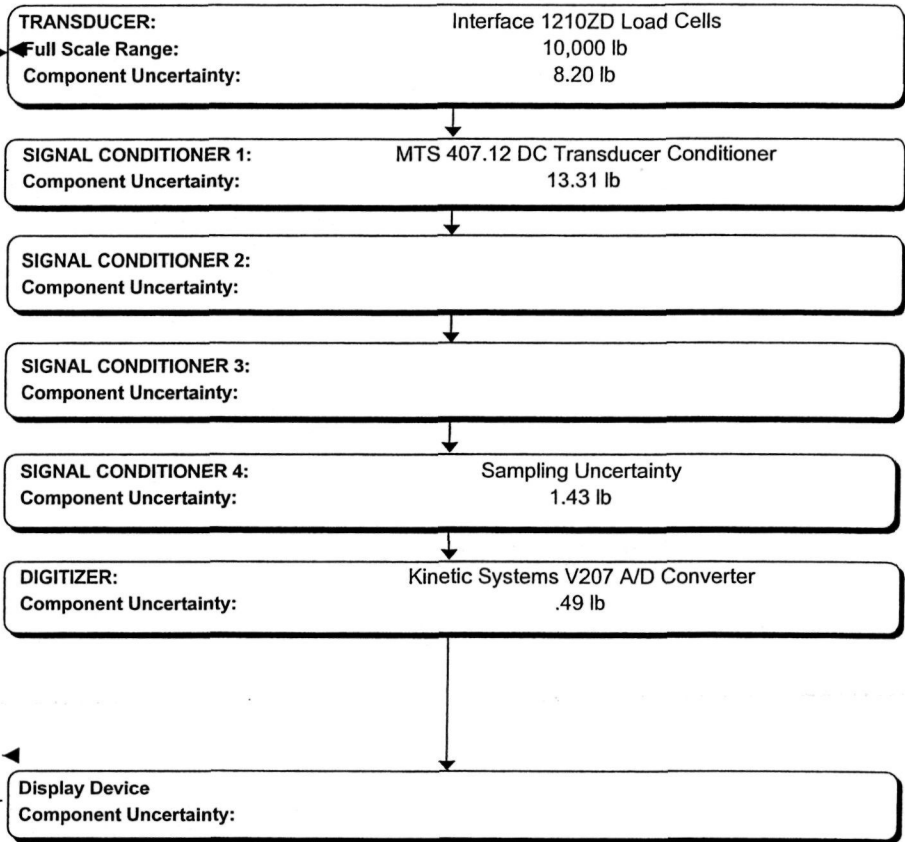 TRANSDUCER: Interface 1210ZD Load Cells
Full Scale Range: 10,000 lb
Component Uncertainty: 8.20 lb
SIGNAL CONDITIONER 1: MTS 407.12 DC Transducer Conditioner
Component Uncertainty: 13.31 lb
SIGNAL CONDITIONER 2:
Component Uncertainty:
SIGNAL CONDITIONER 3:
Component Uncertainty:
SIGNAL CONDITIONER 4: Sampling Uncertainty
Component Uncertainty: 1.43 lb
DIGITIZER: Kinetic Systems V207 A/D Converter
Component Uncertainty: .49 lb
Display Device
Component Uncertainty: